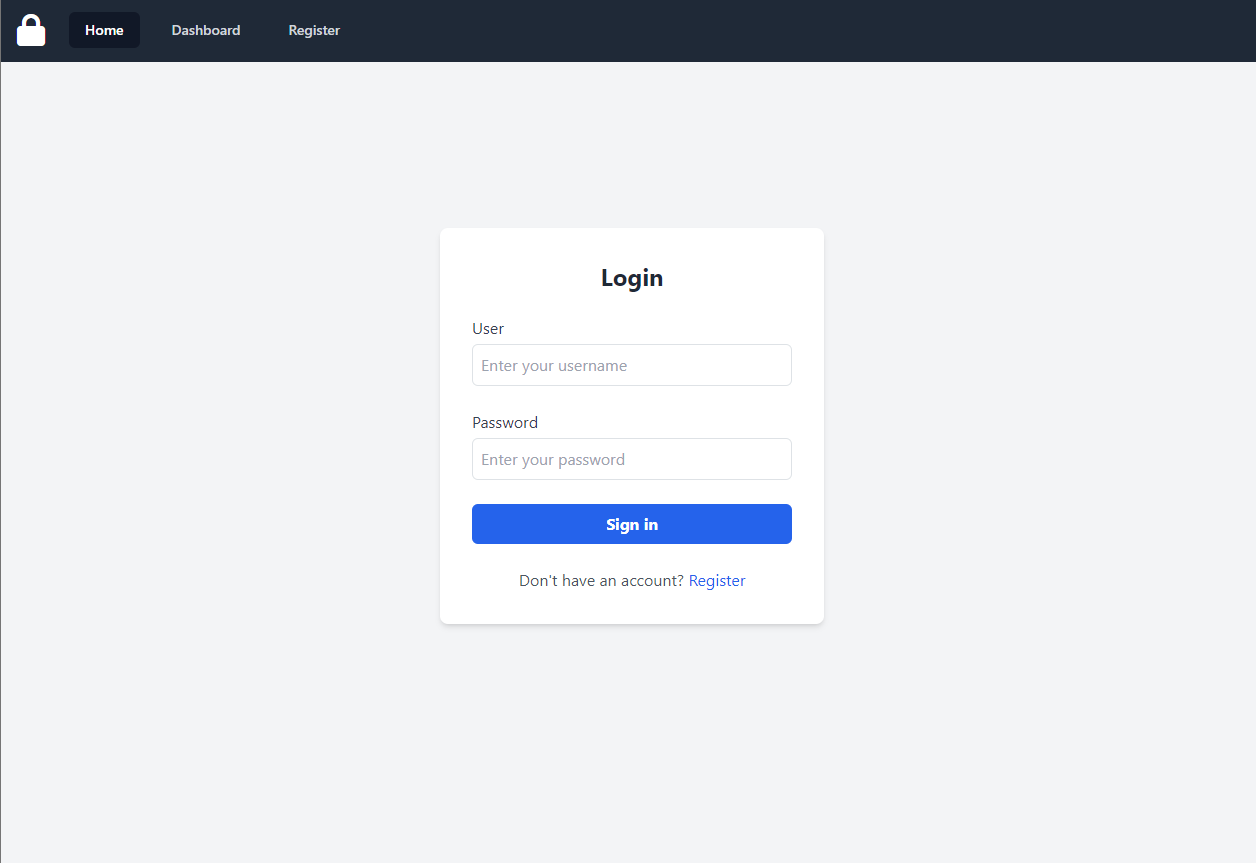 Home Dashboard Register
Login
User
Enter your username
Password
Enter your password
Sign in
Don't have an account? Register